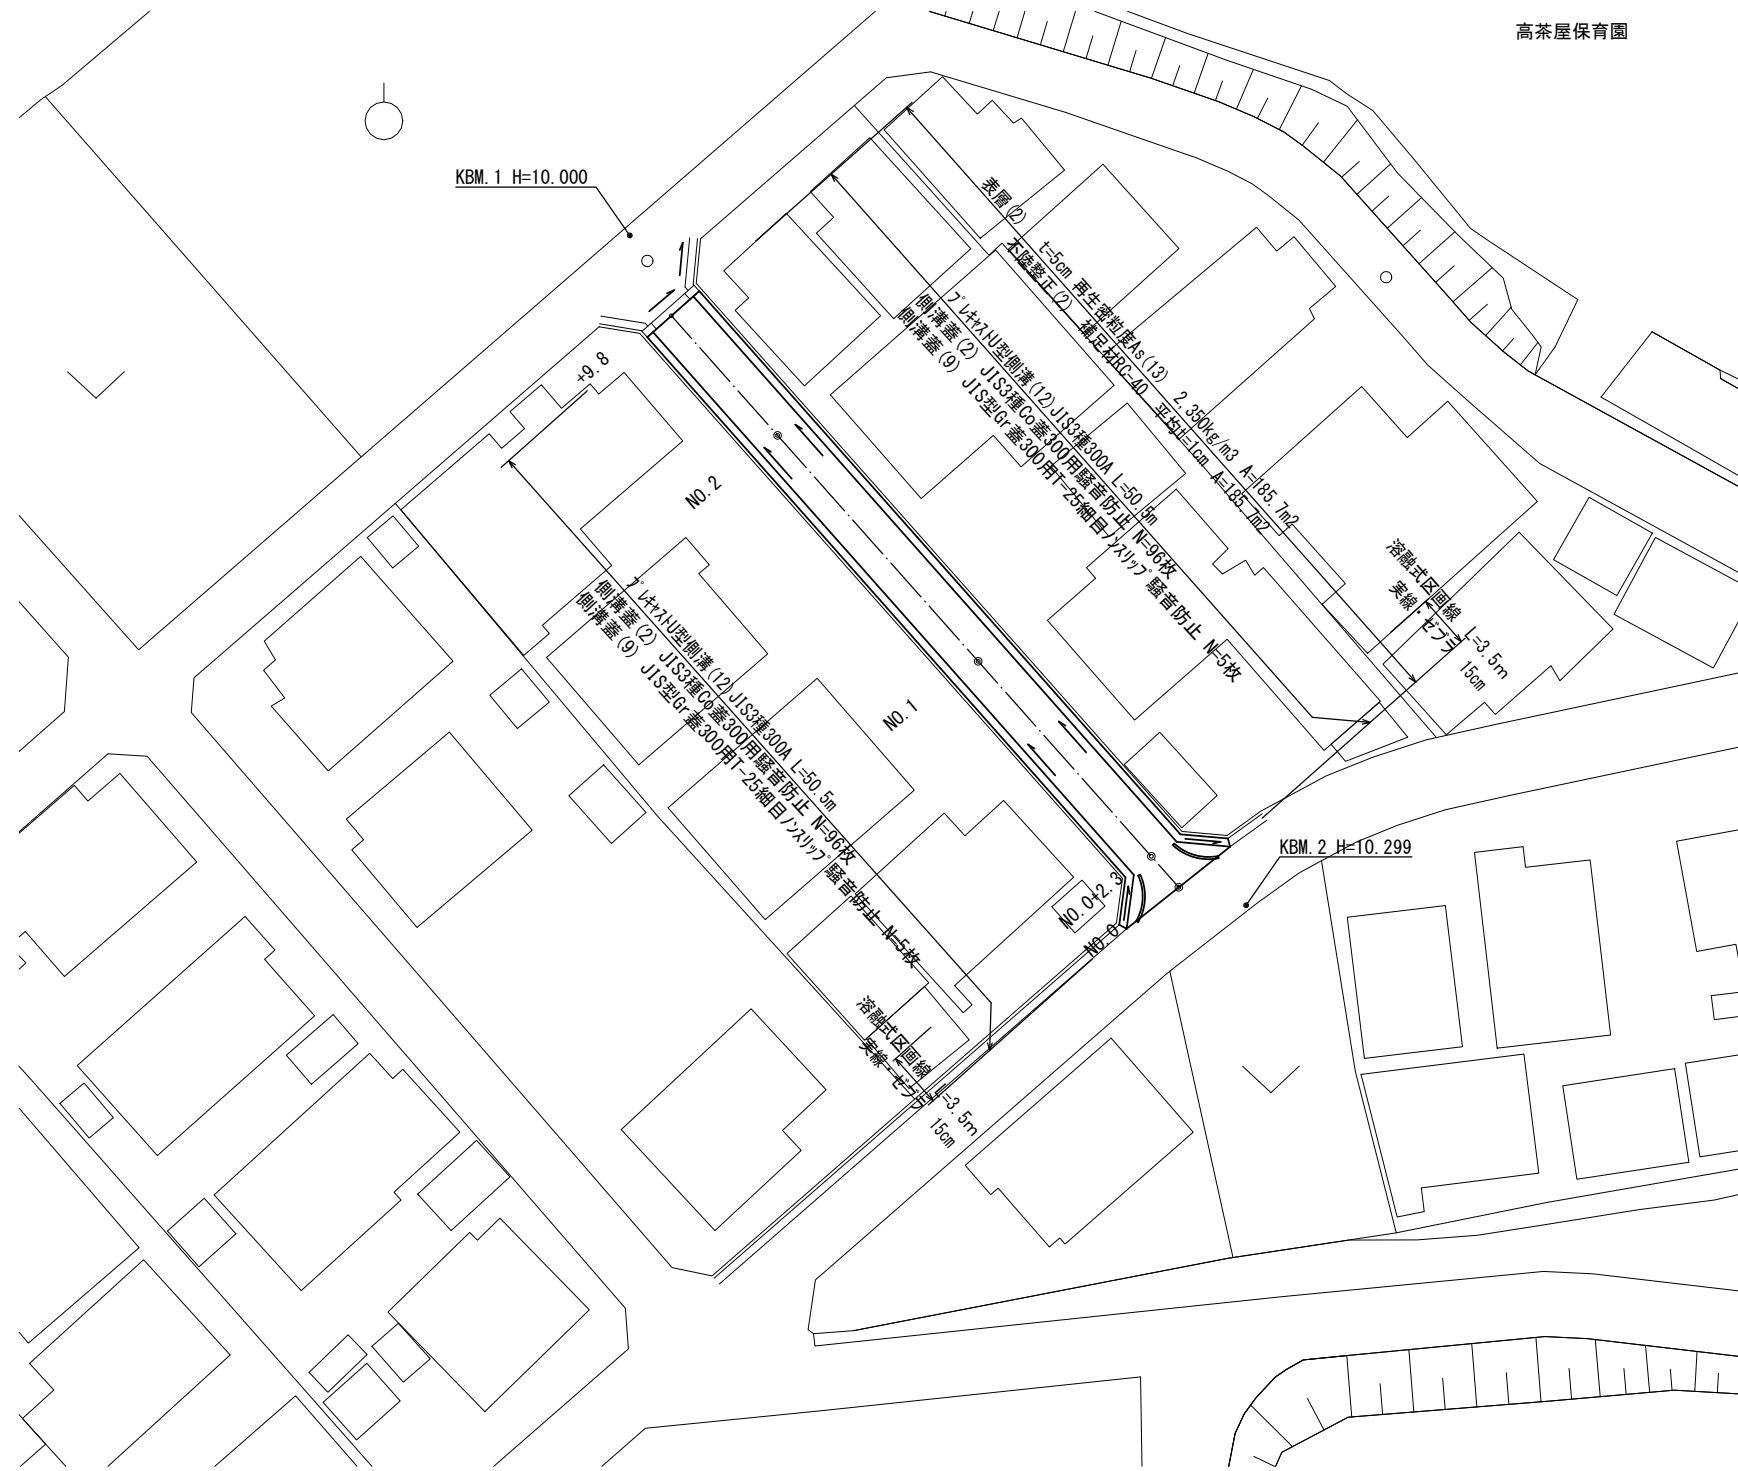 高茶屋保育園
KBM.1 H=10.000
表層(2) t=5cm 再生密粒度As(13) 2,350kg/m3 A=185.7m2
不陸整正(2) 補足材RC-40 平均t=1cm A=185.7m2
プレキャストU型側溝(12)JIS3種300A L=50.5m
側溝蓋(2) JIS3種Co蓋300用騒音防止 N=96枚
側溝蓋(9) JIS型Gr蓋300用T-25細目ノンスリップ 騒音防止 N=5枚
溶融式区画線 L=3.5m
実線・ゼブラ 15cm
+9.8
NO.2
NO.1
NO.0+2.3
NO.0
KBM.2 H=10.299
プレキャストU型側溝(12)JIS3種300A L=50.5m
側溝蓋(2) JIS3種Co蓋300用騒音防止 N=96枚
側溝蓋(9) JIS型Gr蓋300用T-25細目ノンスリップ 騒音防止 N=5枚
溶融式区画線 L=3.5m
実線・ゼブラ 15cm